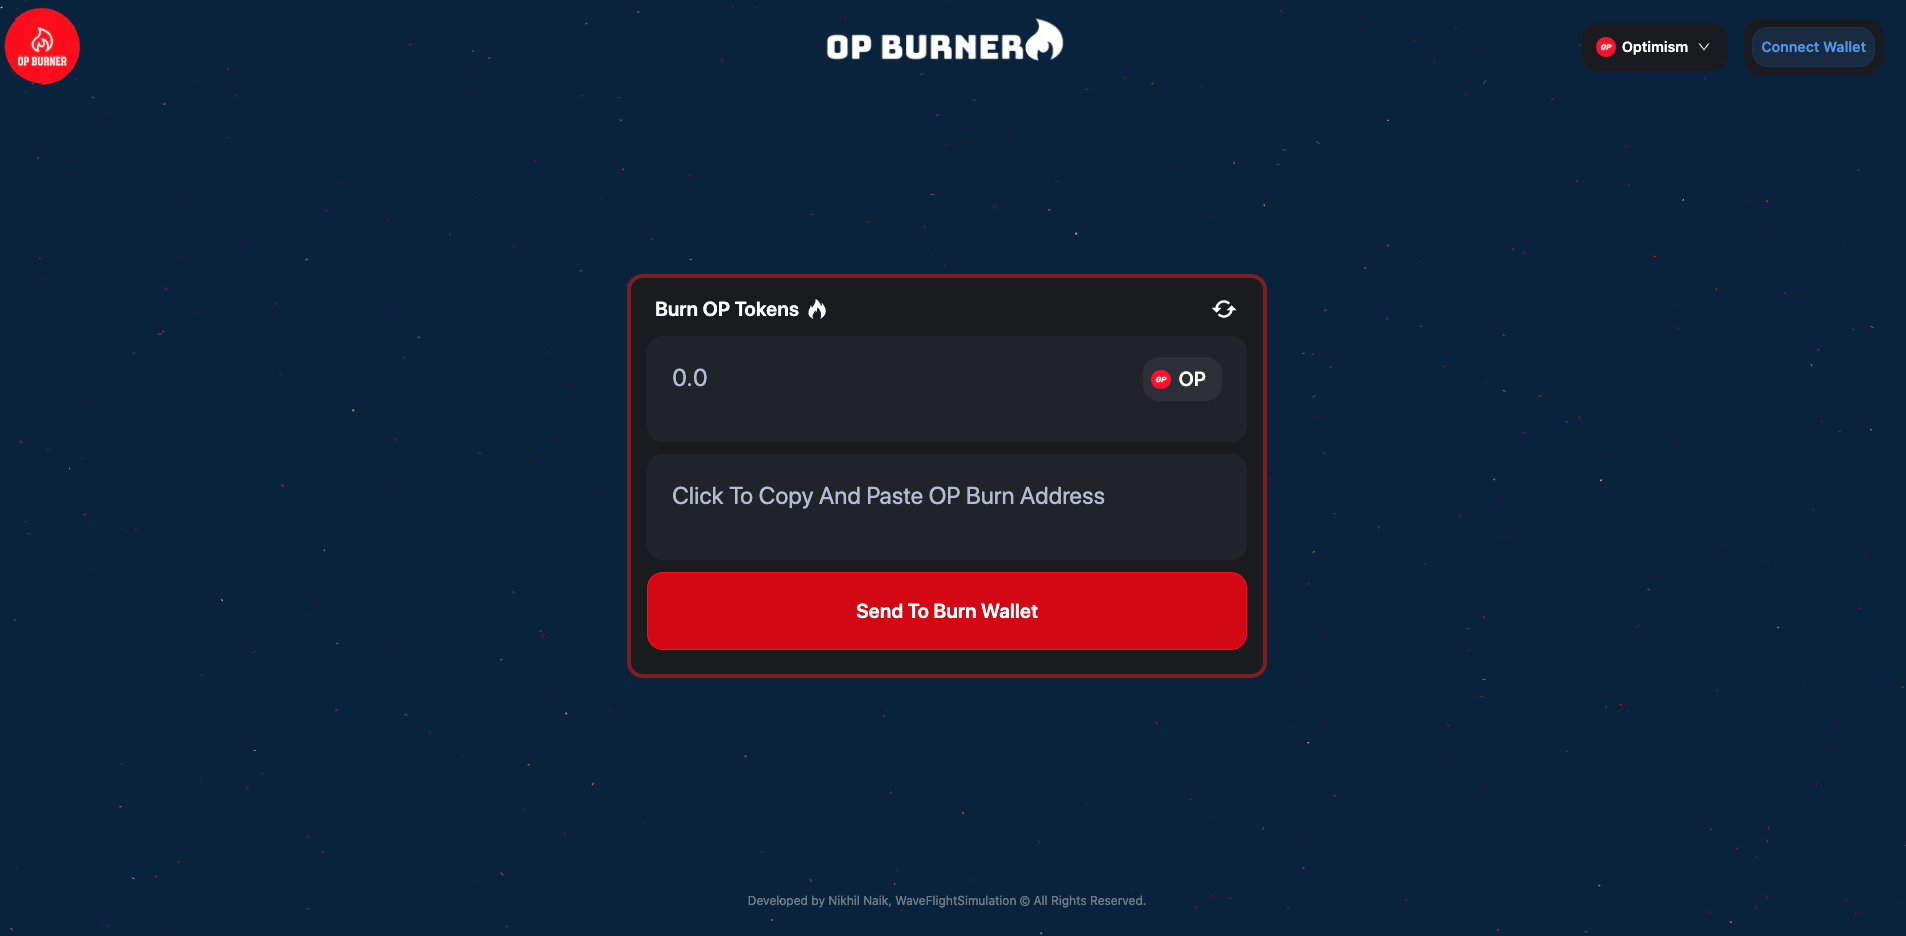 OP BURNER
OP BURNER
OP Optimism
Connect Wallet
Burn OP Tokens
0.0
OP OP
Click To Copy And Paste OP Burn Address
Send To Burn Wallet
Developed by Nikhil Naik, WaveFlightSimulation © All Rights Reserved.